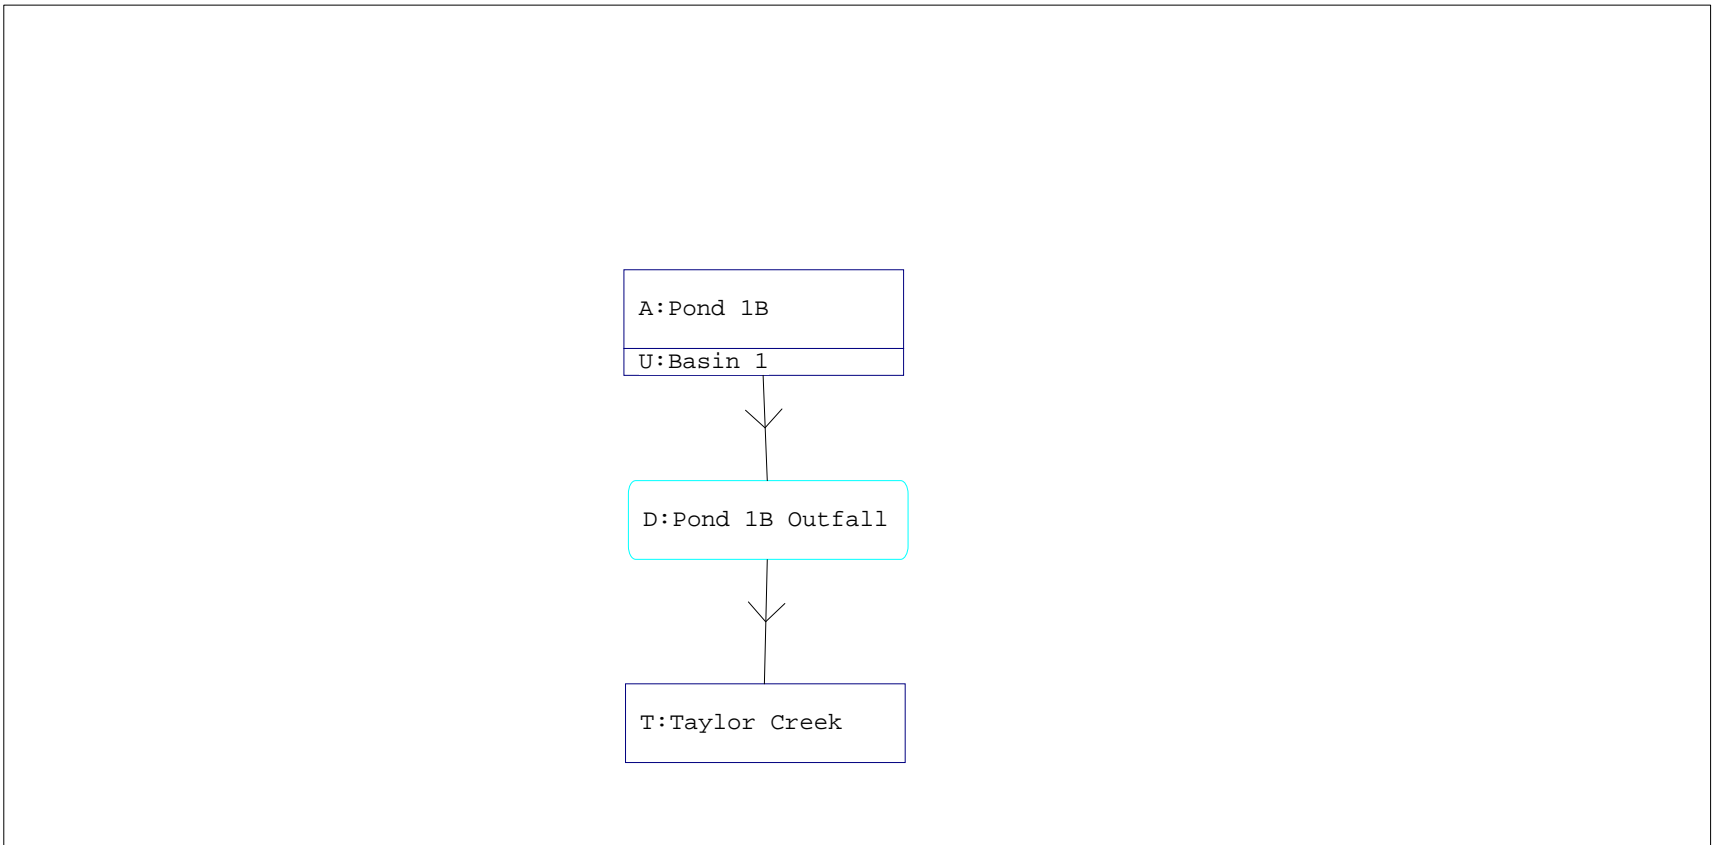 A:Pond 1B
U:Basin 1
D:Pond 1B Outfall
T:Taylor Creek